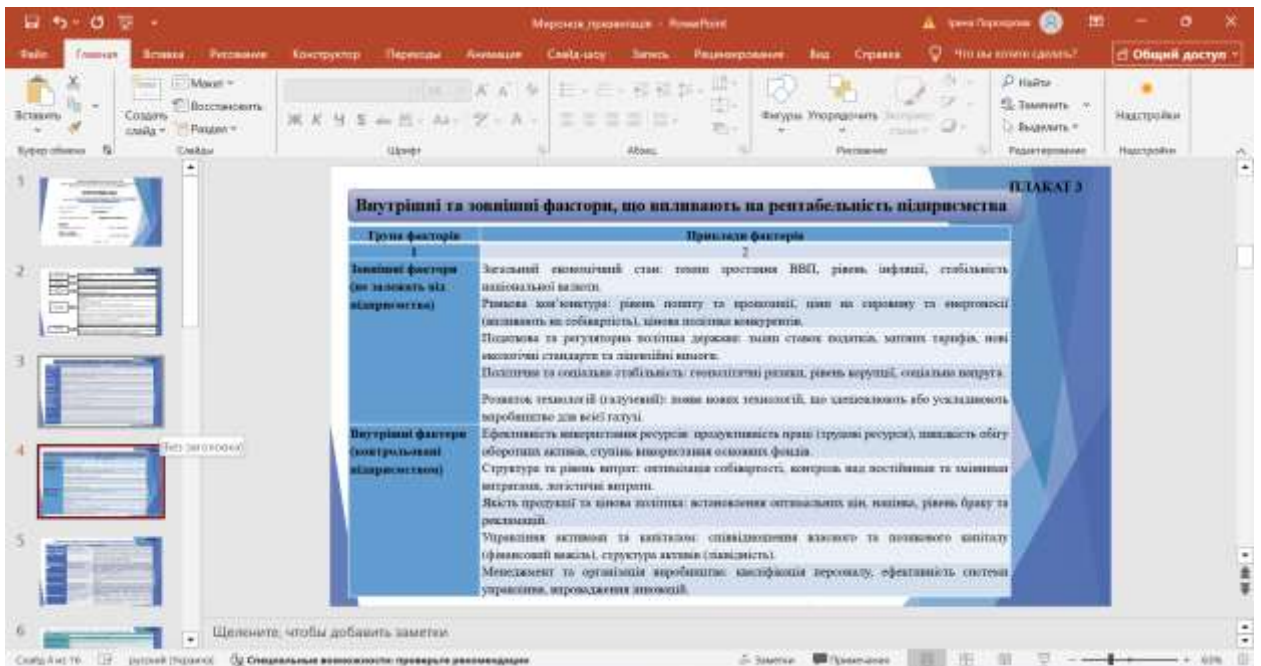 Миронюк_презентація - PowerPoint
Файл Главная Вставка Рисование Конструктор Переходы Анимация Слайд-шоу Запись Рецензирование Вид Справка Что вы хотите сделать? Общий доступ
Вставить
Создать слайд
Макет
Восстановить
Раздел
Ж К Ч S
Фигуры Упорядочить
Найти
Заменить
Выделить
Надстройки
Буфер обмена Слайды Шрифт Абзац Рисование Редактирование Надстройки
1
2
3
4
5
6
(Без заголовка)
ПЛАКАТ 3
Внутрішні та зовнішні фактори, що впливають на рентабельність підприємства
Група факторів
Приклади факторів
1
2
Зовнішні фактори
(не залежать від
підприємства)
Загальний економічний стан: темпи зростання ВВП, рівень інфляції, стабільність
національної валюти.
Ринкова кон'юнктура: рівень попиту та пропозиції, ціни на сировину та енергоносії
(впливають на собівартість), цінова політика конкурентів.
Податкова та регуляторна політика держави: зміни ставок податків, митних тарифів, нові
екологічні стандарти та ліцензійні вимоги.
Політична та соціальна стабільність: геополітичні ризики, рівень корупції, соціальна напруга.
Розвиток технологій (галузевий): поява нових технологій, що здешевлюють або ускладнюють
виробництво для всієї галузі.
Внутрішні фактори
(контрольовані
підприємством)
Ефективність використання ресурсів: продуктивність праці (трудові ресурси), швидкість обігу
оборотних активів, ступінь використання основних фондів.
Структура та рівень витрат: оптимізація собівартості, контроль над постійними та змінними
витратами, логістичні витрати.
Якість продукції та цінова політика: встановлення оптимальних цін, націнка, рівень браку та
рекламацій.
Управління активами та капіталом: співвідношення власного та позикового капіталу
(фінансовий важіль), структура активів (ліквідність).
Менеджмент та організація виробництва: кваліфікація персоналу, ефективність системи
управління, впровадження інновацій.
Щелкните, чтобы добавить заметки
Слайд 4 из 16 русский (Украина) Специальные возможности: проверьте рекомендации Заметки Примечания